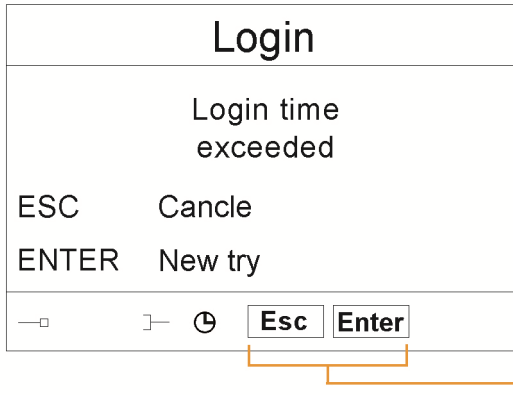 Login
Login time
exceeded
ESC Cancle
ENTER New try
Esc Enter